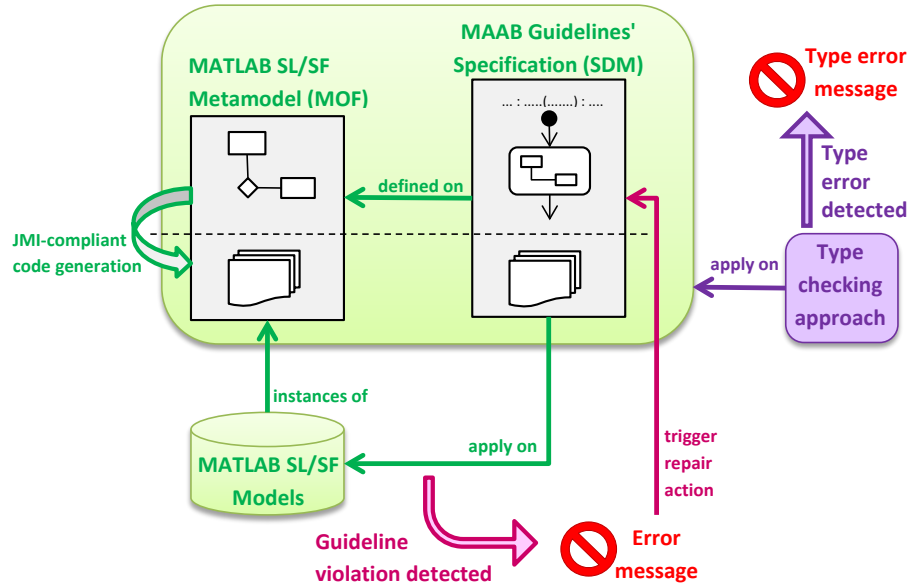 MAAB Guidelines'
Specification (SDM)
MATLAB SL/SF
Metamodel (MOF)
... : .....(.......) : ....
Type error
message
defined on
Type
error
detected
JMI-compliant
code generation
apply on
Type
checking
approach
instances of
apply on
trigger
repair
action
MATLAB SL/SF
Models
Guideline
violation detected
Error
message